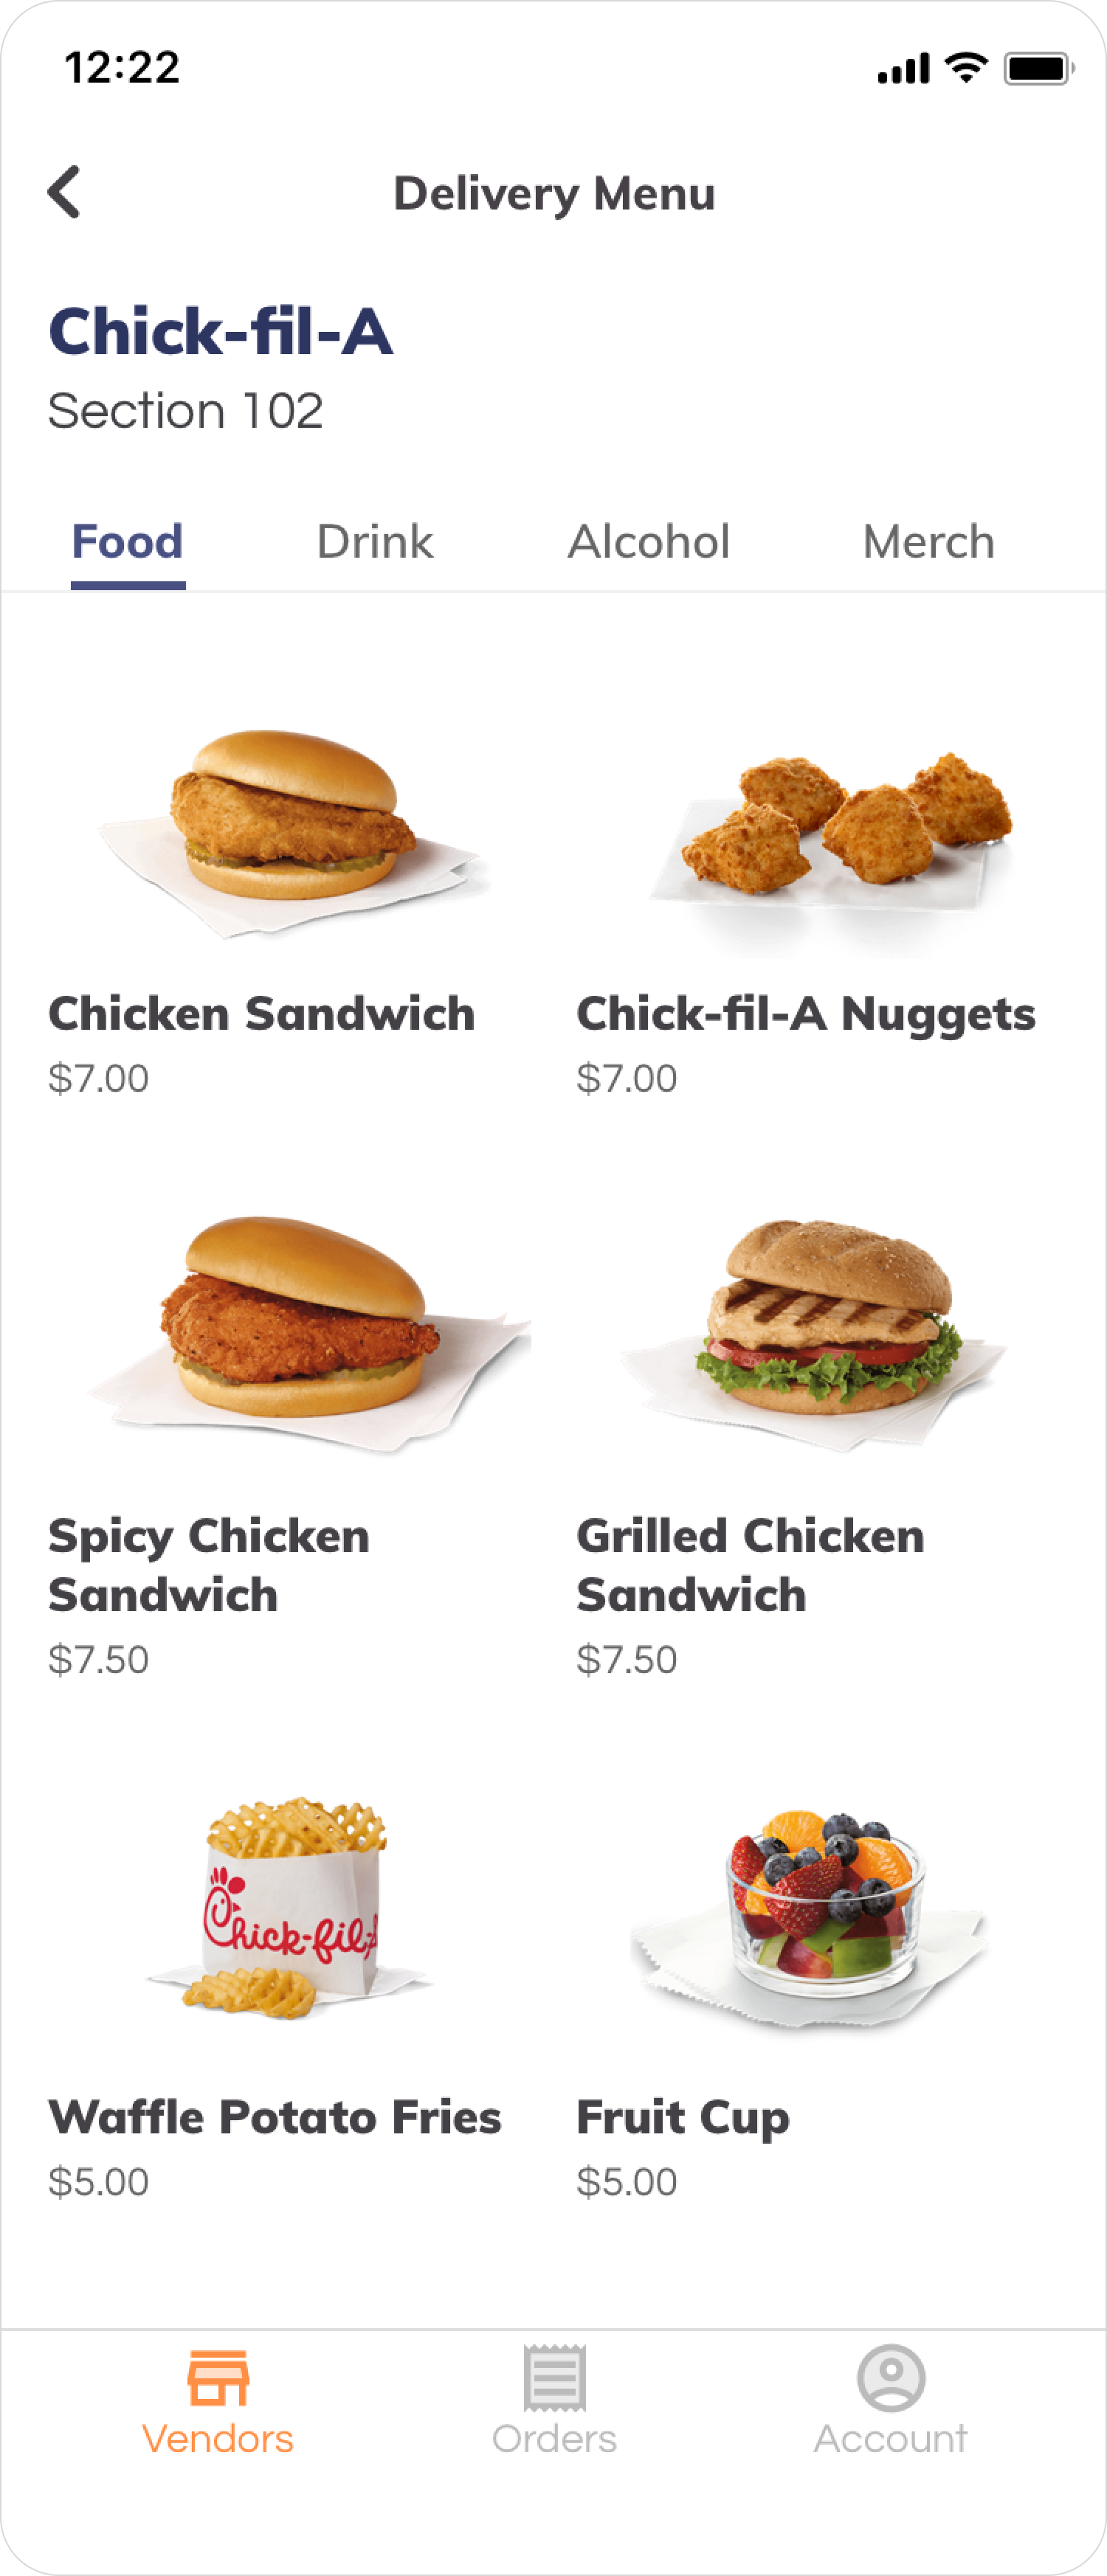 12:22
Delivery Menu
Chick-fil-A
Section 102
Food Drink Alcohol Merch
Chicken Sandwich
$7.00
Chick-fil-A Nuggets
$7.00
Spicy Chicken
Sandwich
$7.50
Grilled Chicken
Sandwich
$7.50
Chick-fil-A
Waffle Potato Fries
$5.00
Fruit Cup
$5.00
Vendors Orders Account